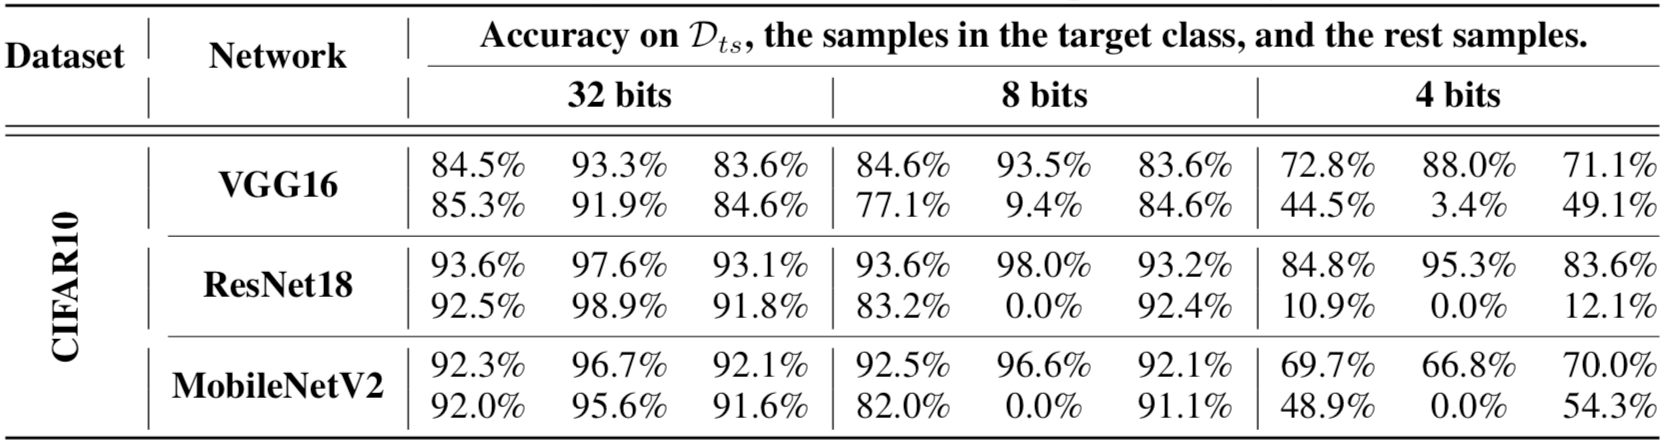 Dataset Network Accuracy on 𝒟ₜₛ, the samples in the target class, and the rest samples.
32 bits 8 bits 4 bits
CIFAR10
VGG16
84.5% 93.3% 83.6% 84.6% 93.5% 83.6% 72.8% 88.0% 71.1%
85.3% 91.9% 84.6% 77.1% 9.4% 84.6% 44.5% 3.4% 49.1%
ResNet18
93.6% 97.6% 93.1% 93.6% 98.0% 93.2% 84.8% 95.3% 83.6%
92.5% 98.9% 91.8% 83.2% 0.0% 92.4% 10.9% 0.0% 12.1%
MobileNetV2
92.3% 96.7% 92.1% 92.5% 96.6% 92.1% 69.7% 66.8% 70.0%
92.0% 95.6% 91.6% 82.0% 0.0% 91.1% 48.9% 0.0% 54.3%